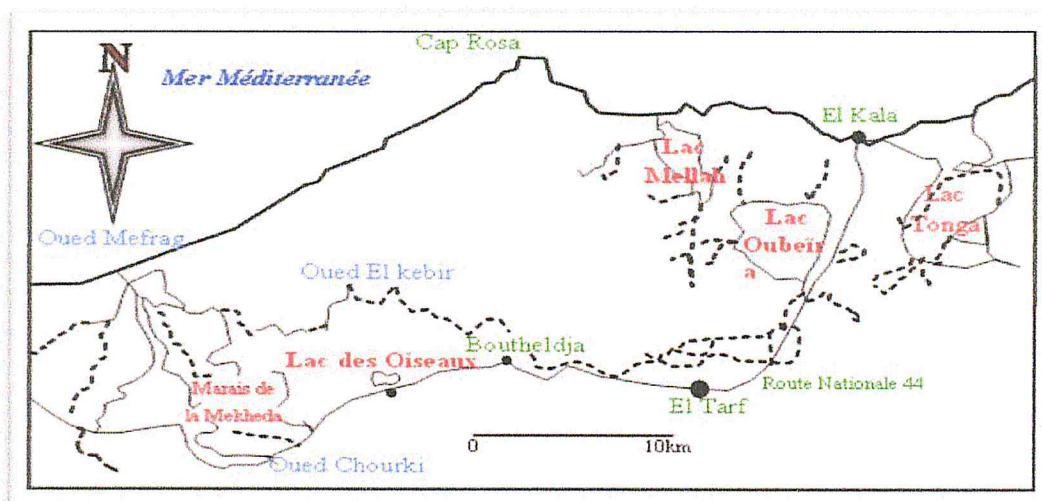 Cap Rosa
N
Mer Méditerranée
El Kala
Lac
Mellah
Lac
Tonga
Lac
Oubeïr
a
Oued Mefrag
Oued El kebir
Boutheldja
Lac des Oiseaux
Marais de
la Mekheda
Route Nationale 44
El Tarf
0 10km
Oued Chourki